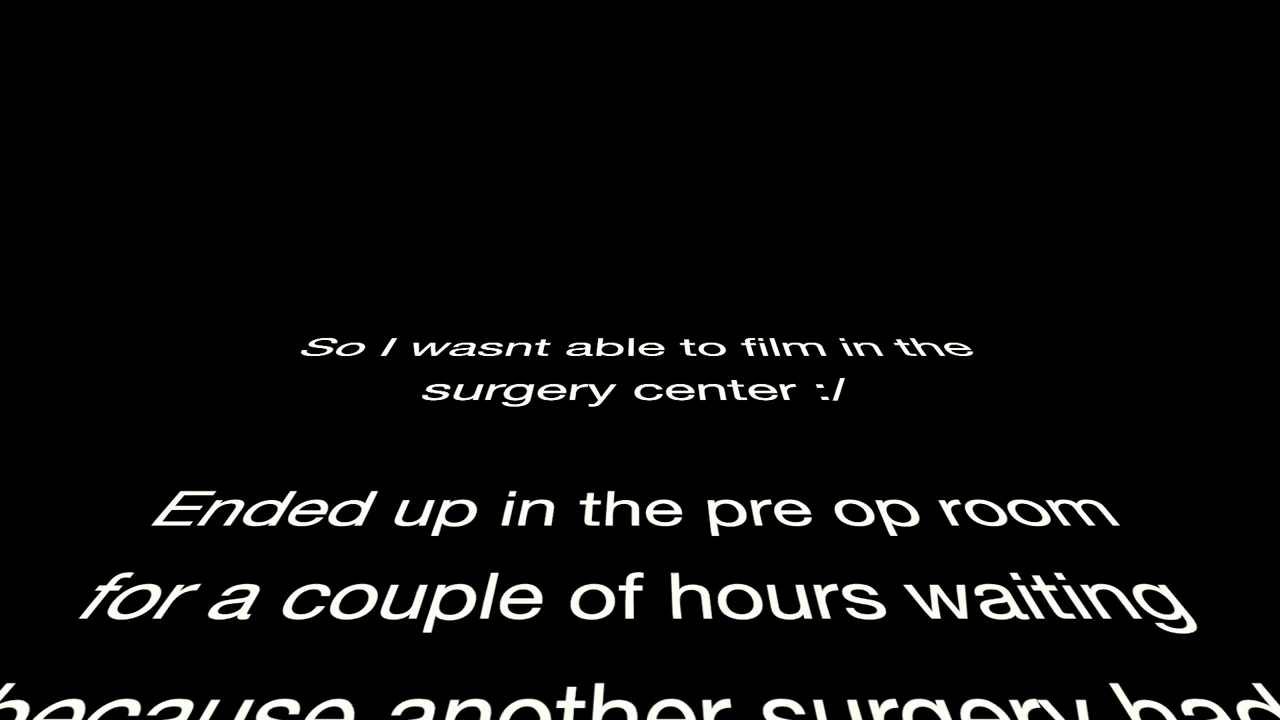 So I wasnt able to film in the
surgery center :/
Ended up in the pre op room
for a couple of hours waiting
because another surgery had